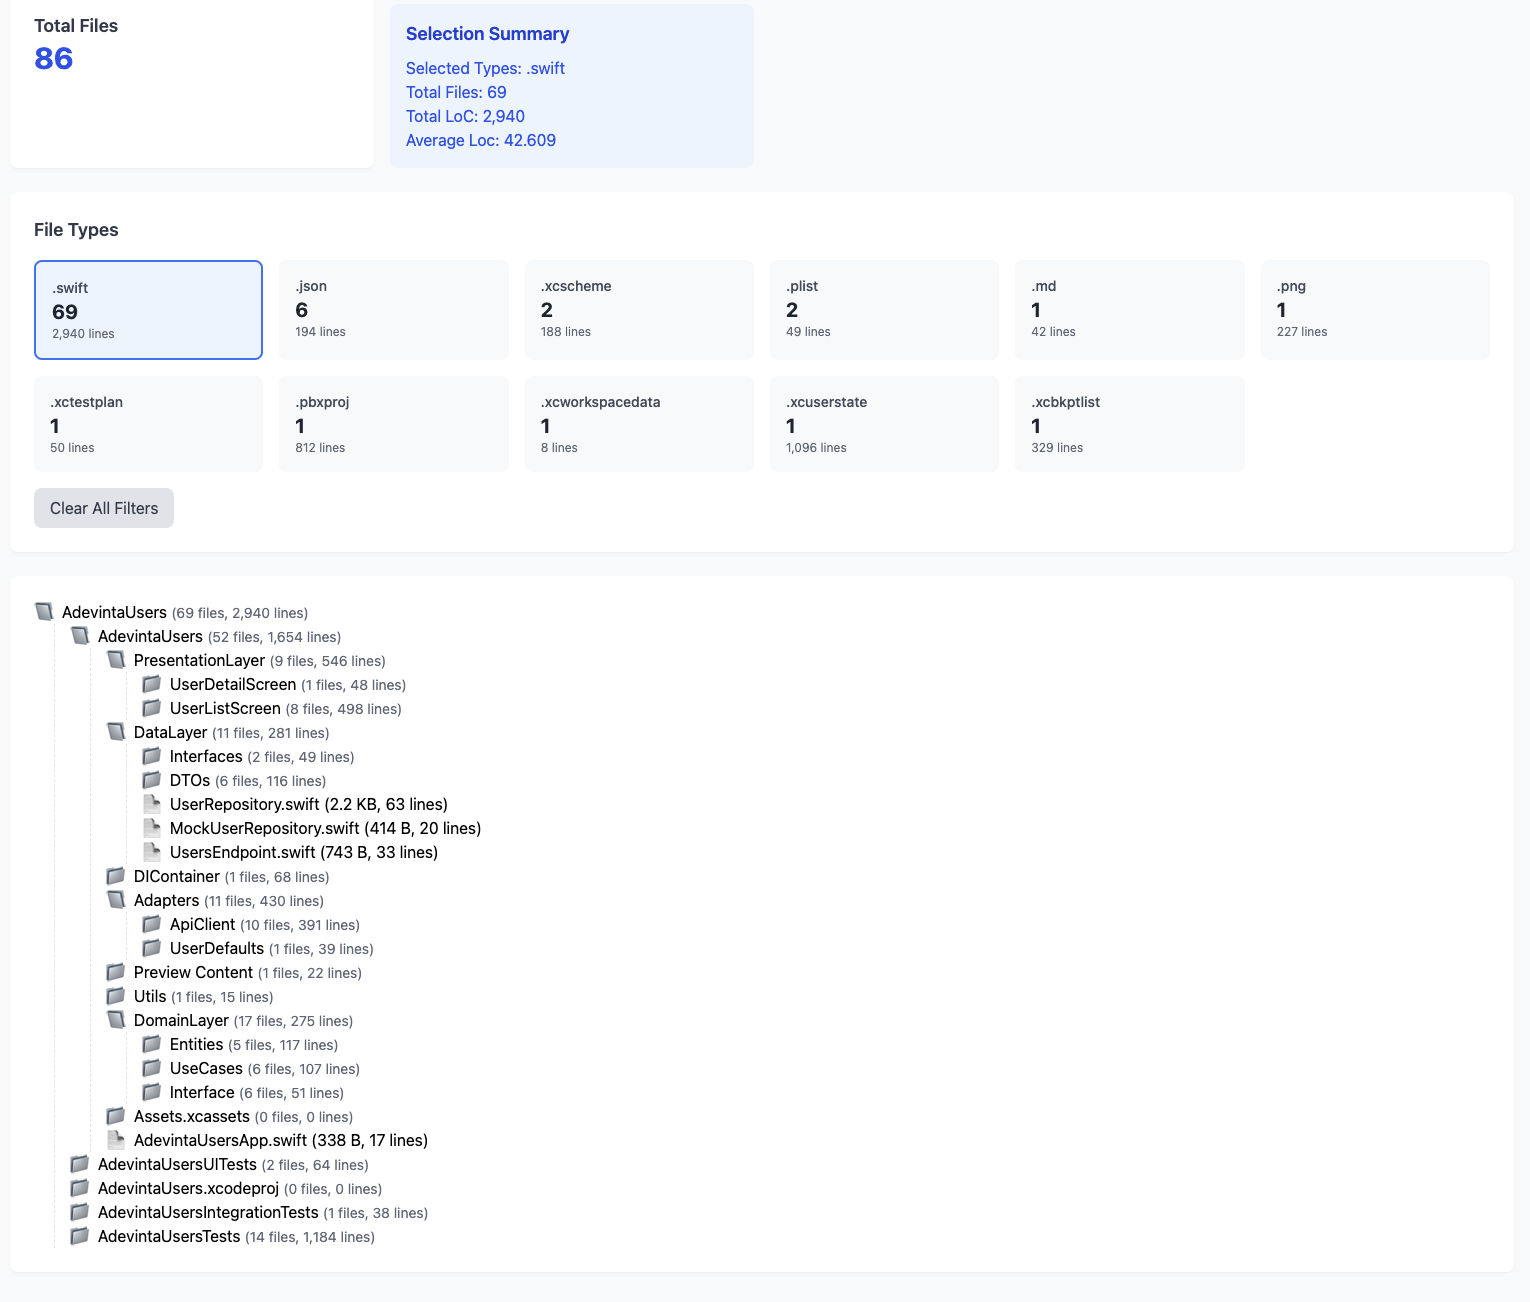 Total Files
86
Selection Summary
Selected Types: .swift
Total Files: 69
Total LoC: 2,940
Average Loc: 42.609
File Types
.swift
69
2,940 lines
.json
6
194 lines
.xcscheme
2
188 lines
.plist
2
49 lines
.md
1
42 lines
.png
1
227 lines
.xctestplan
1
50 lines
.pbxproj
1
812 lines
.xcworkspacedata
1
8 lines
.xcuserstate
1
1,096 lines
.xcbkptlist
1
329 lines
Clear All Filters
AdevintaUsers (69 files, 2,940 lines)
AdevintaUsers (52 files, 1,654 lines)
PresentationLayer (9 files, 546 lines)
UserDetailScreen (1 files, 48 lines)
UserListScreen (8 files, 498 lines)
DataLayer (11 files, 281 lines)
Interfaces (2 files, 49 lines)
DTOs (6 files, 116 lines)
UserRepository.swift (2.2 KB, 63 lines)
MockUserRepository.swift (414 B, 20 lines)
UsersEndpoint.swift (743 B, 33 lines)
DIContainer (1 files, 68 lines)
Adapters (11 files, 430 lines)
ApiClient (10 files, 391 lines)
UserDefaults (1 files, 39 lines)
Preview Content (1 files, 22 lines)
Utils (1 files, 15 lines)
DomainLayer (17 files, 275 lines)
Entities (5 files, 117 lines)
UseCases (6 files, 107 lines)
Interface (6 files, 51 lines)
Assets.xcassets (0 files, 0 lines)
AdevintaUsersApp.swift (338 B, 17 lines)
AdevintaUsersUITests (2 files, 64 lines)
AdevintaUsers.xcodeproj (0 files, 0 lines)
AdevintaUsersIntegrationTests (1 files, 38 lines)
AdevintaUsersTests (14 files, 1,184 lines)